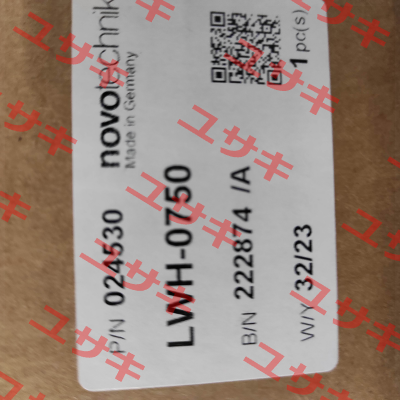 novotechnik
Made in Germany
1 pc(s)
P/N 024530
LWH-0750
B/N 222874 /A
W/Y 32/23
ユサキ